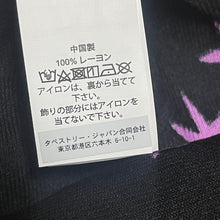 中国製
100% レーヨン
アイロンは、裏から当てて
下さい。
飾りの部分にはアイロンを
当てないで下さい。
タペストリー・ジャパン合同会社
東京都港区六本木 6-10-1